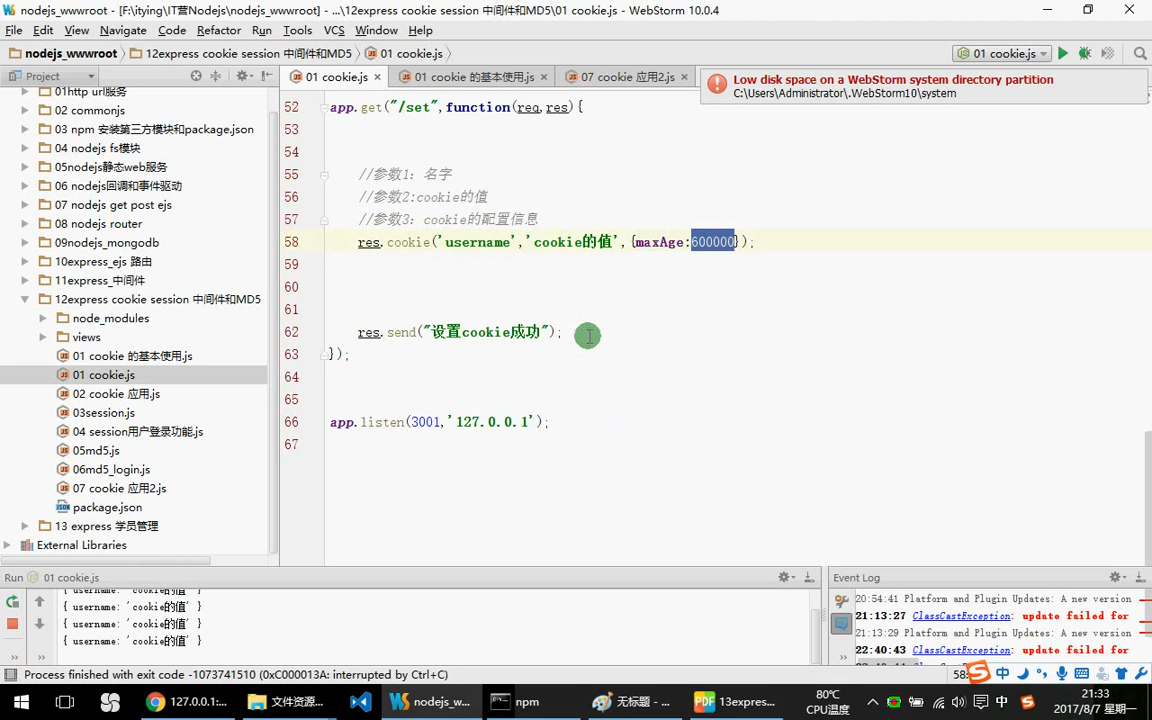 nodejs_wwwroot - [F:\itying\IT营Nodejs\nodejs_wwwroot] - ...\12express cookie session 中间件和MD5\01 cookie.js - WebStorm 10.0.4
File Edit View Navigate Code Refactor Run Tools VCS Window Help
nodejs_wwwroot 12express cookie session 中间件和MD5 01 cookie.js 01 cookie.js
Project
01 cookie.js 01 cookie 的基本使用.js 07 cookie 应用2.js
Low disk space on a WebStorm system directory partition
C:\Users\Administrator\.WebStorm10\system
01http url服务
02 commonjs
03 npm 安装第三方模块和package.json
04 nodejs fs模块
05nodejs静态web服务
06 nodejs回调和事件驱动
07 nodejs get post ejs
08 nodejs router
09nodejs_mongodb
10express_ejs 路由
11express_中间件
12express cookie session 中间件和MD5
node_modules
views
01 cookie 的基本使用.js
01 cookie.js
02 cookie 应用.js
03session.js
04 session用户登录功能.js
05md5.js
06md5_login.js
07 cookie 应用2.js
package.json
13 express 学员管理
External Libraries
52 app.get("/set",function(req,res){
53
54
55 //参数1：名字
56 //参数2:cookie的值
57 //参数3：cookie的配置信息
58 res.cookie('username','cookie的值',{maxAge:600000});
59
60
61
62 res.send("设置cookie成功");
63 });
64
65
66 app.listen(3001,'127.0.0.1');
67
Run 01 cookie.js
{ username: 'cookie的值' }
{ username: 'cookie的值' }
{ username: 'cookie的值' }
{ username: 'cookie的值' }
Event Log
20:54:41 Platform and Plugin Updates: A new version
21:13:27 ClassCastException: update failed for
21:13:29 Platform and Plugin Updates: A new version
22:40:43 ClassCastException: update failed for
Process finished with exit code -1073741510 (0xC000013A: interrupted by Ctrl+C)
中
127.0.0.1:...
文件资源...
nodejs_w...
npm
无标题 - ...
13expres...
80℃
CPU温度
中
21:33
2017/8/7 星期一